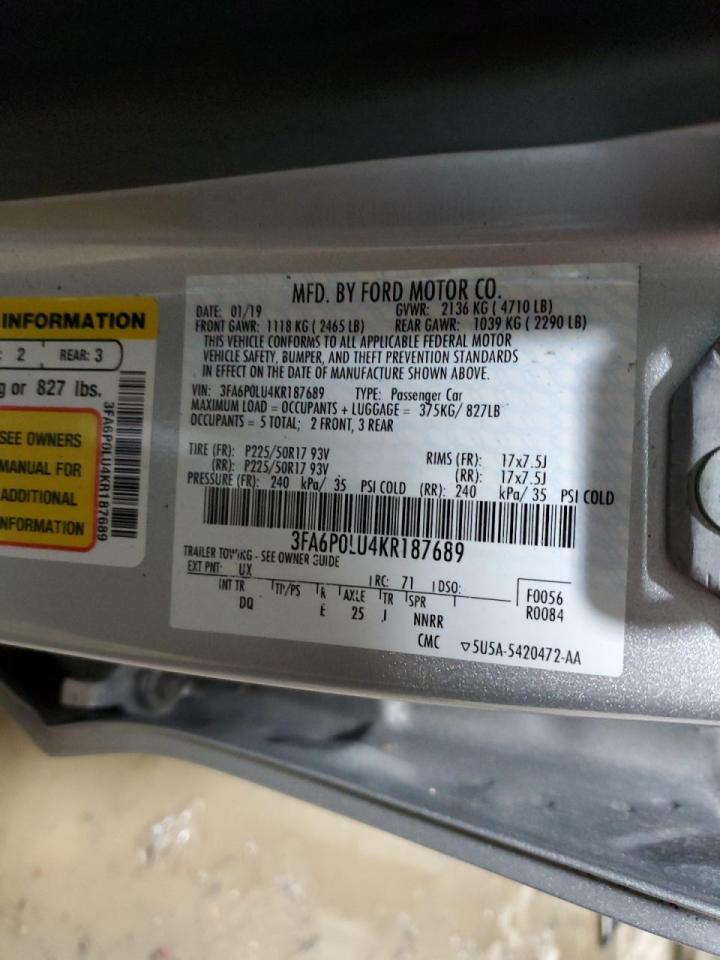 INFORMATION
: 2 REAR: 3
g or 827 lbs.
SEE OWNERS
MANUAL FOR
ADDITIONAL
INFORMATION
3FA6P0LU4KR187689
MFD. BY FORD MOTOR CO.
DATE: 01/19 GVWR: 2136 KG ( 4710 LB)
FRONT GAWR: 1118 KG ( 2465 LB) REAR GAWR: 1039 KG ( 2290 LB)
THIS VEHICLE CONFORMS TO ALL APPLICABLE FEDERAL MOTOR
VEHICLE SAFETY, BUMPER, AND THEFT PREVENTION STANDARDS
IN EFFECT ON THE DATE OF MANUFACTURE SHOWN ABOVE.
VIN: 3FA6P0LU4KR187689 TYPE: Passenger Car
MAXIMUM LOAD = OCCUPANTS + LUGGAGE = 375KG/ 827LB
OCCUPANTS = 5 TOTAL; 2 FRONT, 3 REAR
TIRE (FR): P225/50R17 93V RIMS (FR): 17x7.5J
(RR): P225/50R17 93V (RR): 17x7.5J
PRESSURE (FR): 240 kPa/ 35 PSI COLD (RR): 240 kPa/ 35 PSI COLD
3FA6P0LU4KR187689
TRAILER TOWING - SEE OWNER GUIDE
EXT PNT: UX RC: 71 DSO: F0056
INT TR TP/PS R AXLE TR SPR R0084
DQ E 25 J NNRR
CMC ▽5U5A-5420472-AA